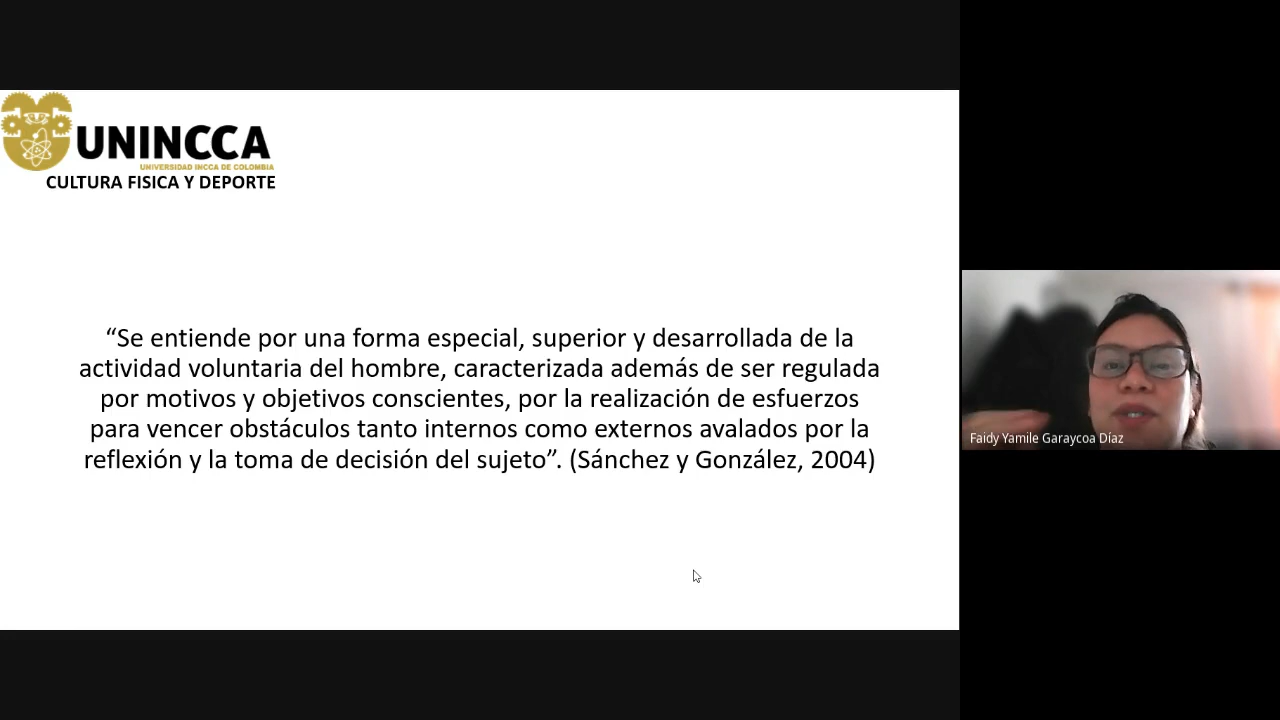 UNINCCA
UNIVERSIDAD INCCA DE COLOMBIA
CULTURA FISICA Y DEPORTE
“Se entiende por una forma especial, superior y desarrollada de la
actividad voluntaria del hombre, caracterizada además de ser regulada
por motivos y objetivos conscientes, por la realización de esfuerzos
para vencer obstáculos tanto internos como externos avalados por la
reflexión y la toma de decisión del sujeto”. (Sánchez y González, 2004)
Faidy Yamile Garaycoa Díaz